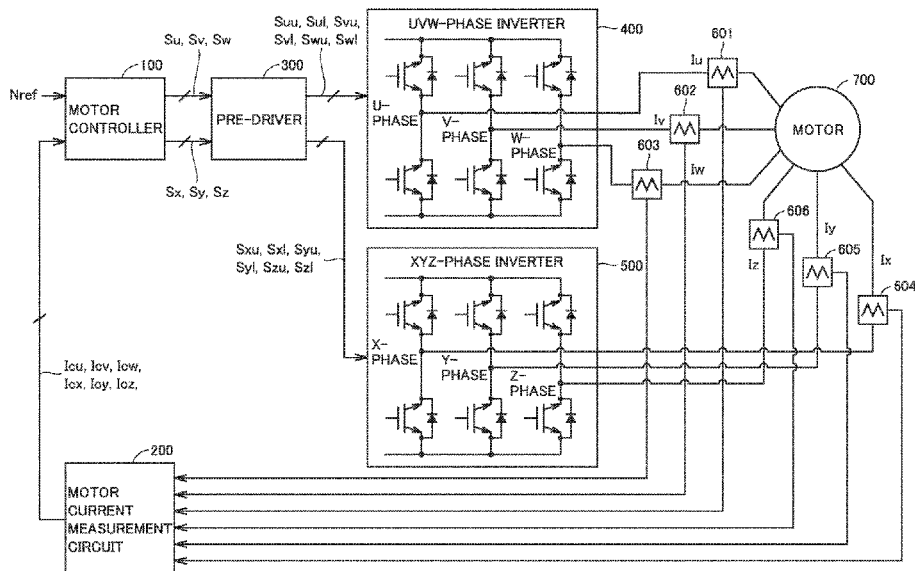 Su, Sv, Sw
Suu, Sul, Svu,
Svl, Swu, Swl
UVW-PHASE INVERTER
400
601
100
300
Iu
700
Nref
MOTOR
CONTROLLER
PRE-DRIVER
602
U-
PHASE
V-
PHASE
W-
PHASE
Iv
MOTOR
603
Iw
Sx, Sy, Sz
606
Iy
605
Iz
Ix
604
Sxu, Sxl, Syu,
Syl, Szu, Szl
XYZ-PHASE INVERTER
500
X-
PHASE
Y-
PHASE
Z-
PHASE
Icu, Icv, Icw,
Icx, Icy, Icz,
200
MOTOR
CURRENT
MEASUREMENT
CIRCUIT